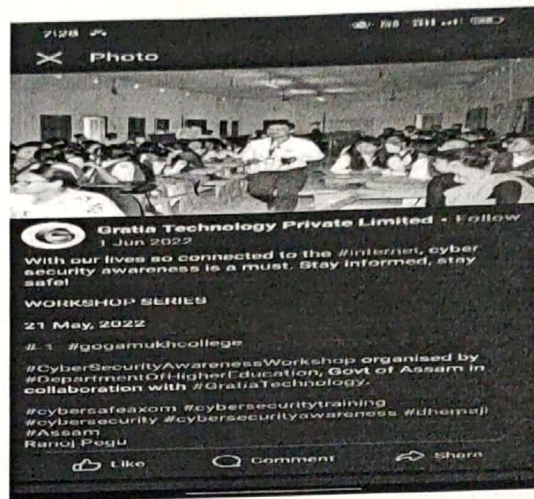 7:28
Photo
Gratia Technology Private Limited • Follow
1 Jun 2022
With our lives so connected to the #internet, cyber
security awareness is a must. Stay informed, stay
safe!
WORKSHOP SERIES
21 May, 2022
#gogamukhcollege
#CyberSecurityAwarenessWorkshop organised by
#DepartmentOfHigherEducation, Govt of Assam in
collaboration with #GratiaTechnology.
#cybersafeaxom #cybersecuritytraining
#cybersecurity #cybersecurityawareness #dhemaji
#Assam
Ranoj Pegu
Like Comment Share